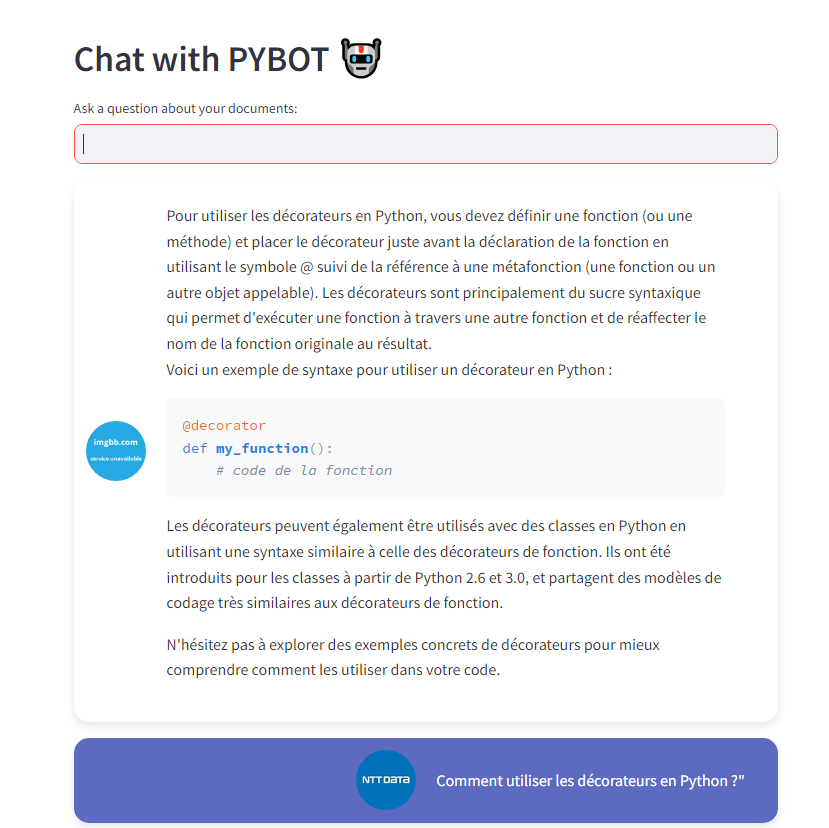 Chat with PYBOT
Ask a question about your documents:
Pour utiliser les décorateurs en Python, vous devez définir une fonction (ou une
méthode) et placer le décorateur juste avant la déclaration de la fonction en
utilisant le symbole @ suivi de la référence à une métafonction (une fonction ou un
autre objet appelable). Les décorateurs sont principalement du sucre syntaxique
qui permet d'exécuter une fonction à travers une autre fonction et de réaffecter le
nom de la fonction originale au résultat.
Voici un exemple de syntaxe pour utiliser un décorateur en Python :
imgbb.com
service unavailable
@decorator
def my_function():
    # code de la fonction
Les décorateurs peuvent également être utilisés avec des classes en Python en
utilisant une syntaxe similaire à celle des décorateurs de fonction. Ils ont été
introduits pour les classes à partir de Python 2.6 et 3.0, et partagent des modèles de
codage très similaires aux décorateurs de fonction.
N'hésitez pas à explorer des exemples concrets de décorateurs pour mieux
comprendre comment les utiliser dans votre code.
NTT DATA
Comment utiliser les décorateurs en Python ?"